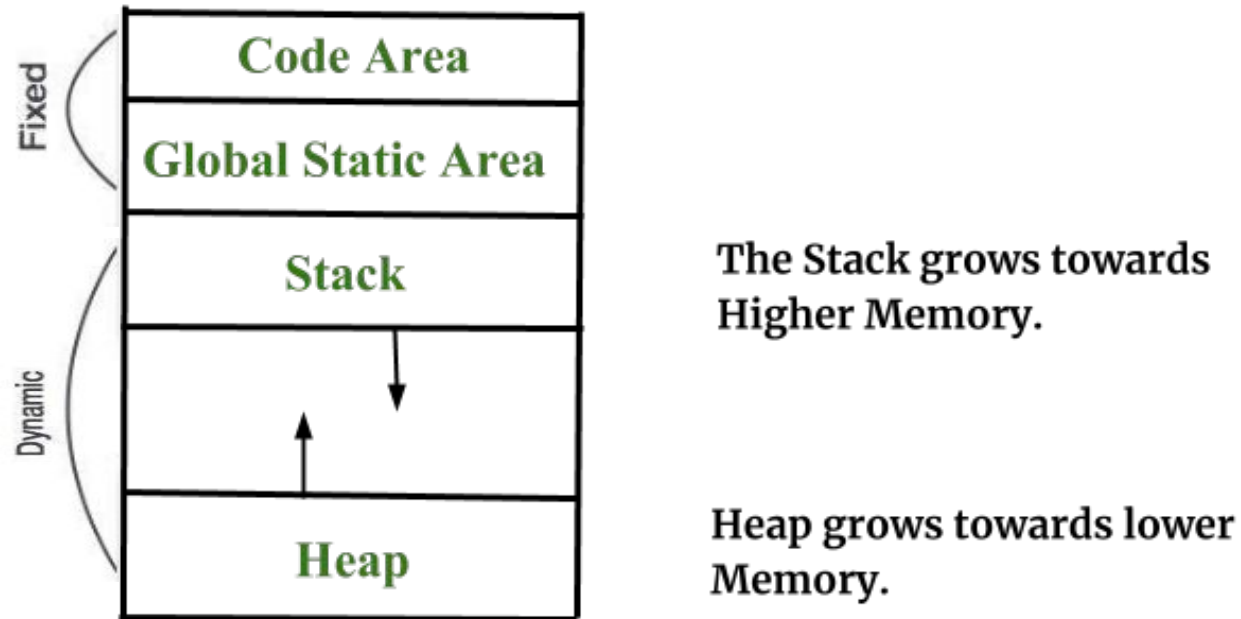 Fixed
Code Area
Global Static Area
Dynamic
Stack
The Stack grows towards
Higher Memory.
Heap
Heap grows towards lower
Memory.